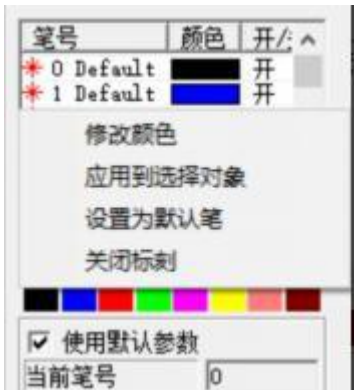 笔号 颜色 开/
0 Default 开
1 Default 开
修改颜色
应用到选择对象
设置为默认笔
关闭标刻
使用默认参数
当前笔号 0